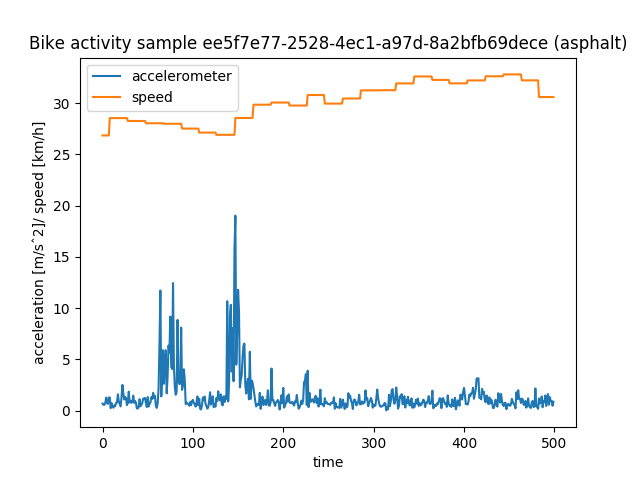 Bike activity sample ee5f7e77-2528-4ec1-a97d-8a2bfb69dece (asphalt)
accelerometer
speed
acceleration [m/s^2]/ speed [km/h]
30
25
20
15
10
5
0
0 100 200 300 400 500
time